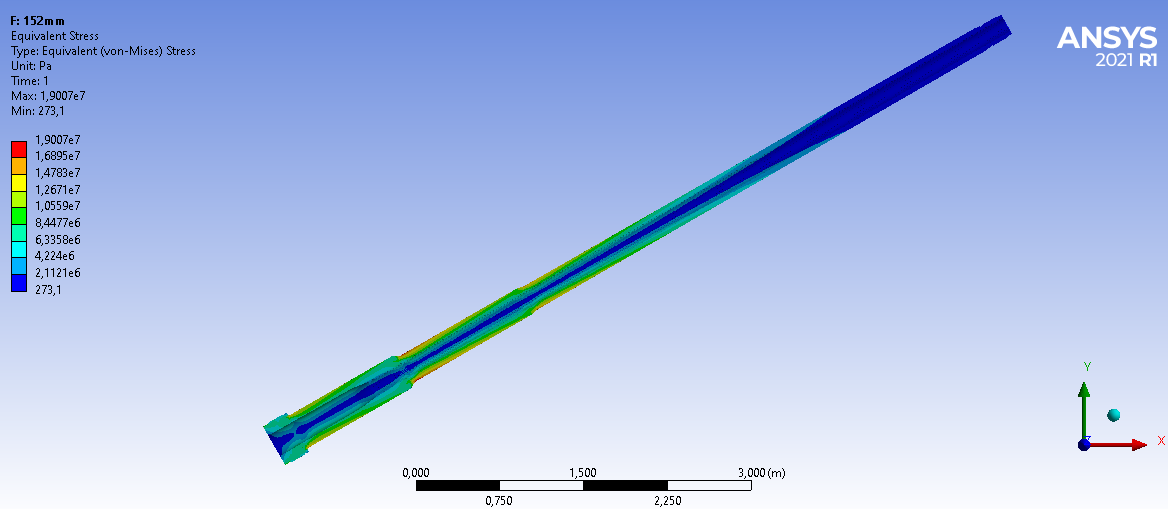 F: 152mm
Equivalent Stress
Type: Equivalent (von-Mises) Stress
Unit: Pa
Time: 1
Max: 1,9007e7
Min: 273,1
1,9007e7
1,6895e7
1,4783e7
1,2671e7
1,0559e7
8,4477e6
6,3358e6
4,224e6
2,1121e6
273,1
ANSYS
2021 R1
Y
X
Z
0,000 1,500 3,000 (m)
0,750 2,250